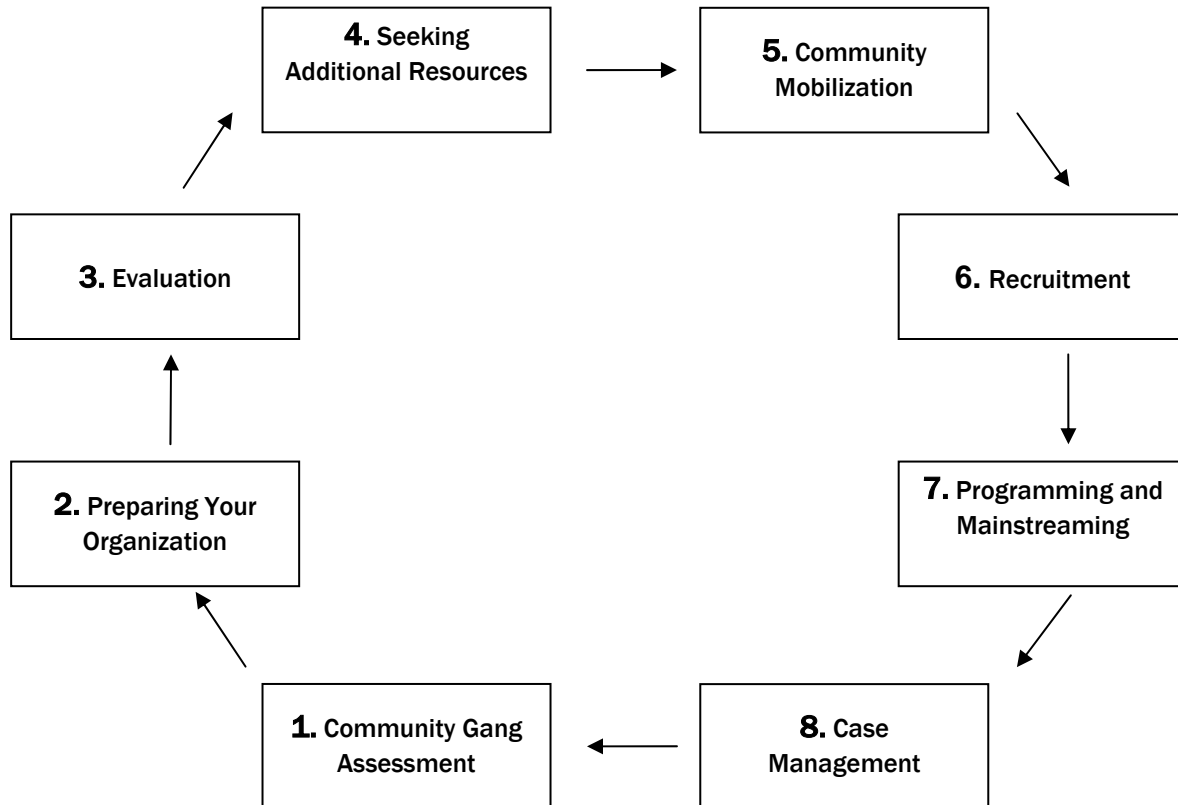 4. Seeking
Additional Resources
5. Community
Mobilization
3. Evaluation
6. Recruitment
2. Preparing Your
Organization
7. Programming and
Mainstreaming
1. Community Gang
Assessment
8. Case
Management